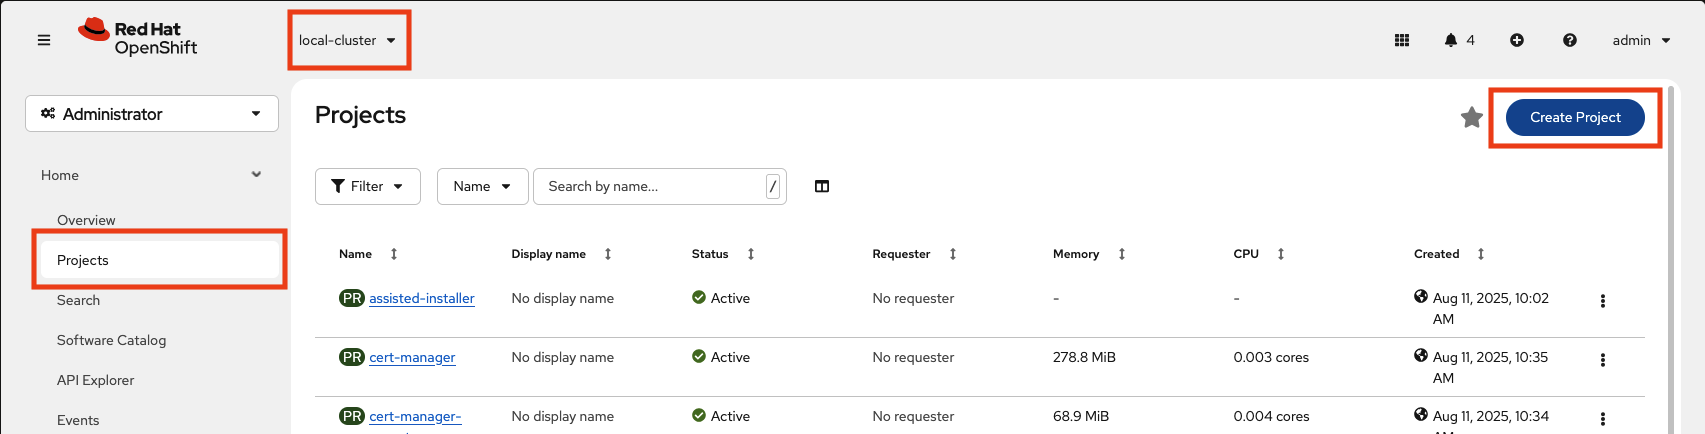 Red Hat
OpenShift
local-cluster
4
admin
Administrator
Projects
Create Project
Home
Filter
Name
Search by name...
/
Overview
Projects
Search
Software Catalog
API Explorer
Events
Name Display name Status Requester Memory CPU Created
PR assisted-installer No display name Active No requester - - Aug 11, 2025, 10:02
AM
PR cert-manager No display name Active No requester 278.8 MiB 0.003 cores Aug 11, 2025, 10:35
AM
PR cert-manager- No display name Active No requester 68.9 MiB 0.004 cores Aug 11, 2025, 10:34